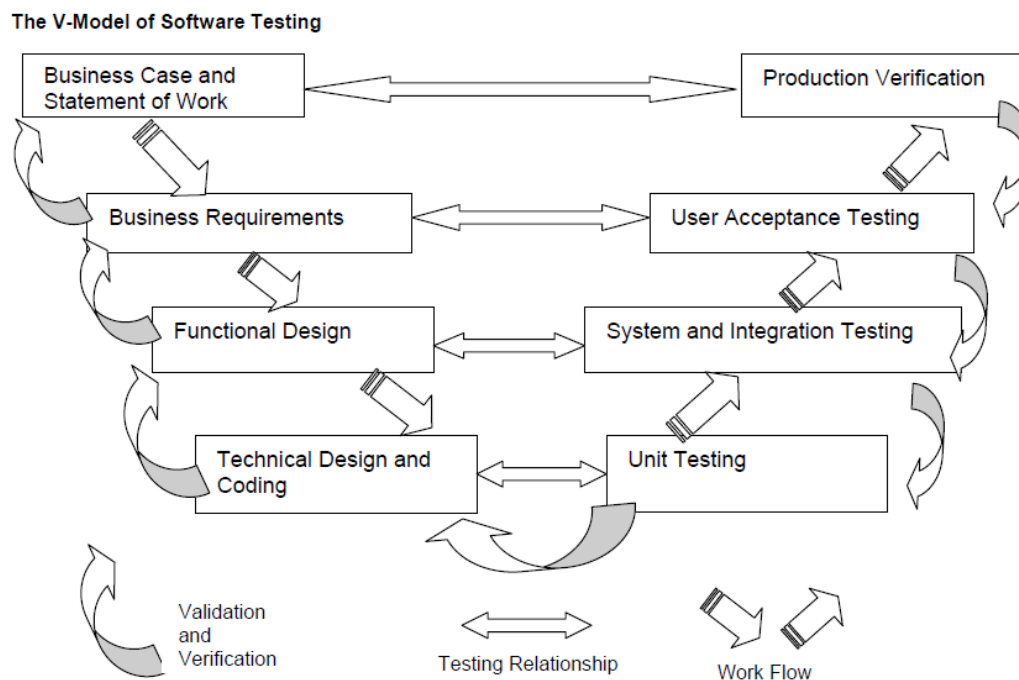 The V-Model of Software Testing
Business Case and
Statement of Work
Production Verification
Business Requirements
User Acceptance Testing
Functional Design
System and Integration Testing
Technical Design and
Coding
Unit Testing
Validation
and
Verification
Testing Relationship
Work Flow